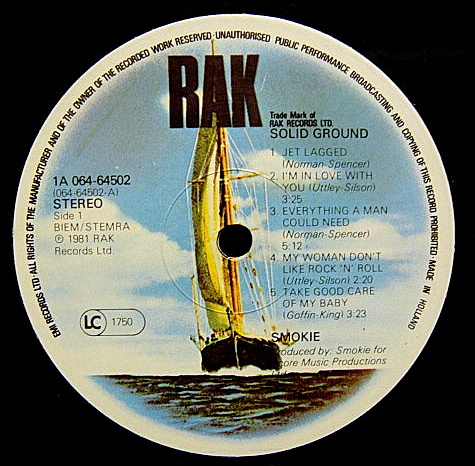 EMI RECORDS LTD · ALL RIGHTS OF THE MANUFACTURER AND OF THE OWNER OF THE RECORDED WORK RESERVED · UNAUTHORISED PUBLIC PERFORMANCE BROADCASTING AND COPYING OF THIS RECORD PROHIBITED · MADE IN HOLLAND
RAK
Trade Mark of
RAK RECORDS LTD.
SOLID GROUND
1A 064-64502
(064-64502-A)
STEREO
Side 1
BIEM/STEMRA
℗ 1981 RAK
Records Ltd.
LC 1750
1. JET LAGGED
(Norman-Spencer)
2. I'M IN LOVE WITH
YOU (Uttley-Silson)
3:25
3. EVERYTHING A MAN
COULD NEED
(Norman-Spencer)
5:12
4. MY WOMAN DON'T
LIKE ROCK 'N' ROLL
(Uttley-Silson) 2:20
5. TAKE GOOD CARE
OF MY BABY
(Goffin-King) 3:23
SMOKIE
oduced by: Smokie for
core Music Productions